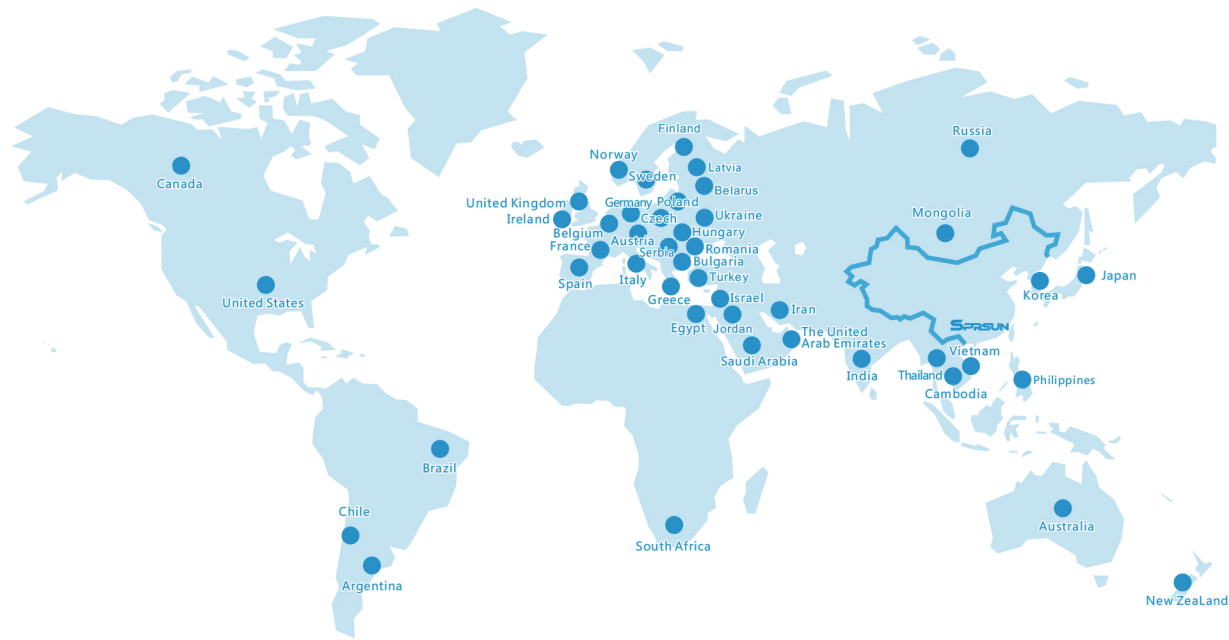 Finland
Russia
Norway
Latvia
Canada
Sweden
Belarus
United Kingdom
Germany
Poland
Ireland
Czech
Ukraine
Mongolia
Belgium
Hungary
Austria
France
Serbia
Romania
Bulgaria
Spain
Italy
Turkey
Japan
Korea
Greece
Israel
United States
Iran
Egypt
Jordan
SPRSUN
The United
Arab Emirates
Saudi Arabia
Vietnam
India
Thailand
Philippines
Cambodia
Brazil
Chile
Australia
South Africa
Argentina
New ZeaLand